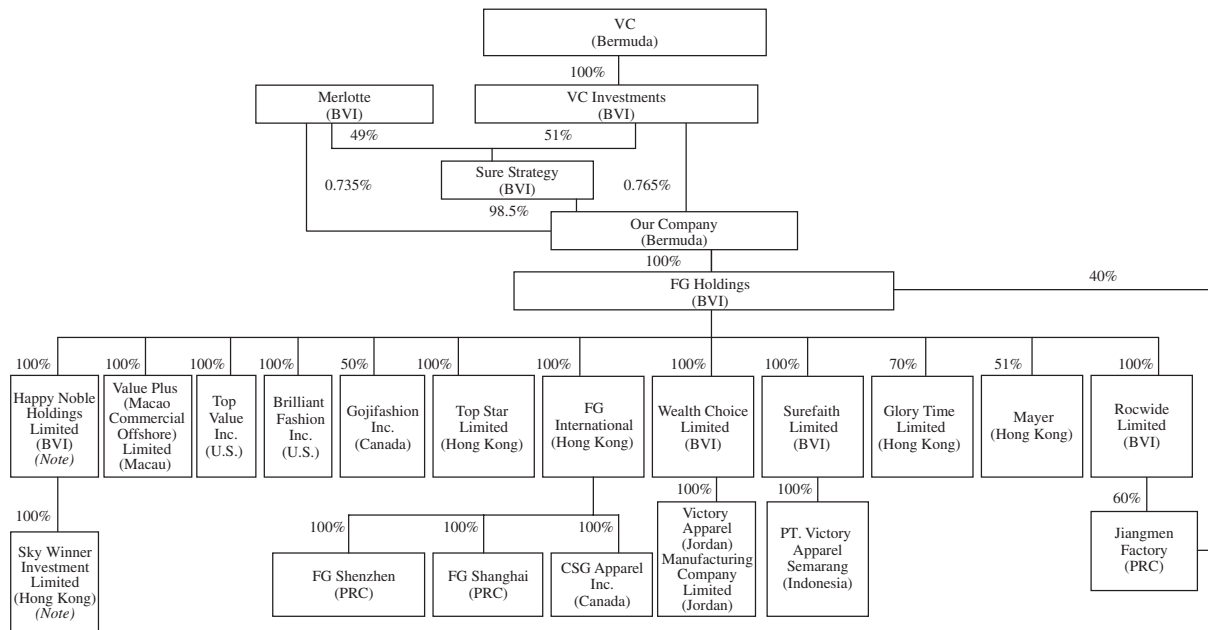 VC
(Bermuda)
100%
Merlotte
(BVI)
VC Investments
(BVI)
49%
51%
Sure Strategy
(BVI)
0.735%
0.765%
98.5%
Our Company
(Bermuda)
100%
FG Holdings
(BVI)
40%
100%
Happy Noble
Holdings
Limited
(BVI)
(Note)
100%
Value Plus
(Macao
Commercial
Offshore)
Limited
(Macau)
100%
Top
Value
Inc.
(U.S.)
100%
Brilliant
Fashion
Inc.
(U.S.)
50%
Gojifashion
Inc.
(Canada)
100%
Top Star
Limited
(Hong Kong)
100%
FG
International
(Hong Kong)
100%
Wealth Choice
Limited
(BVI)
100%
Surefaith
Limited
(BVI)
70%
Glory Time
Limited
(Hong Kong)
51%
Mayer
(Hong Kong)
100%
Rocwide
Limited
(BVI)
100%
Sky Winner
Investment
Limited
(Hong Kong)
(Note)
100%
FG Shenzhen
(PRC)
100%
FG Shanghai
(PRC)
100%
CSG Apparel
Inc.
(Canada)
100%
Victory
Apparel
(Jordan)
Manufacturing
Company
Limited
(Jordan)
100%
PT. Victory
Apparel
Semarang
(Indonesia)
60%
Jiangmen
Factory
(PRC)